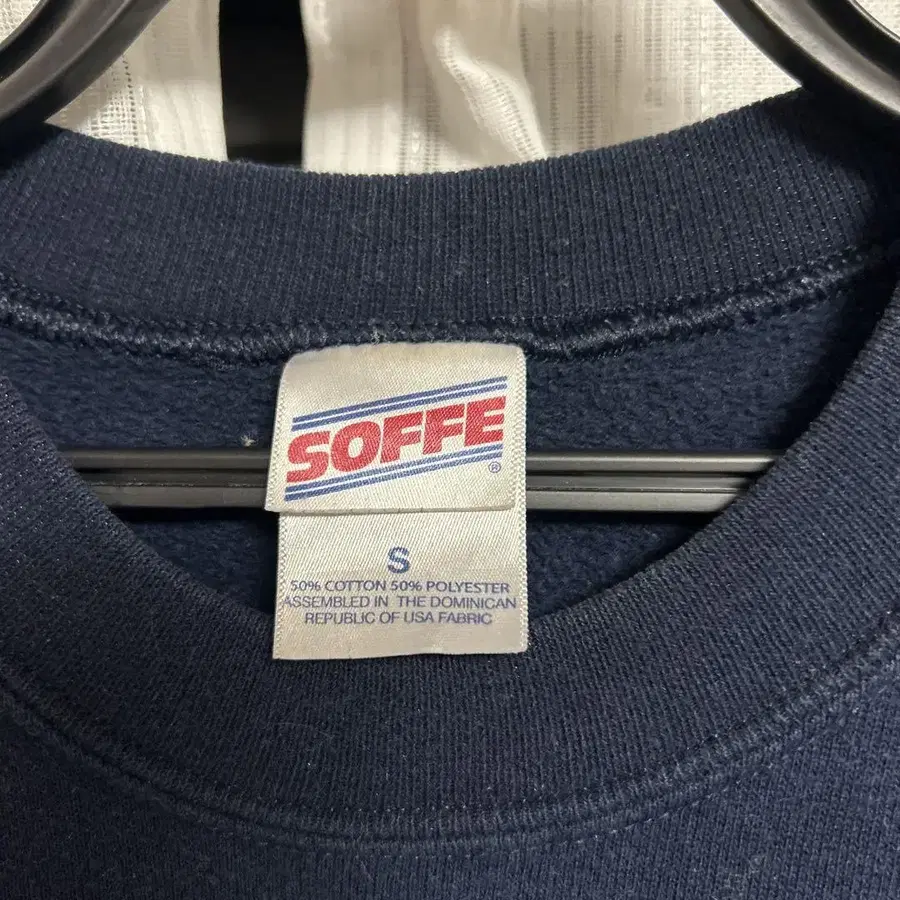 SOFFE
®
S
50% COTTON 50% POLYESTER
ASSEMBLED IN THE DOMINICAN
REPUBLIC OF USA FABRIC